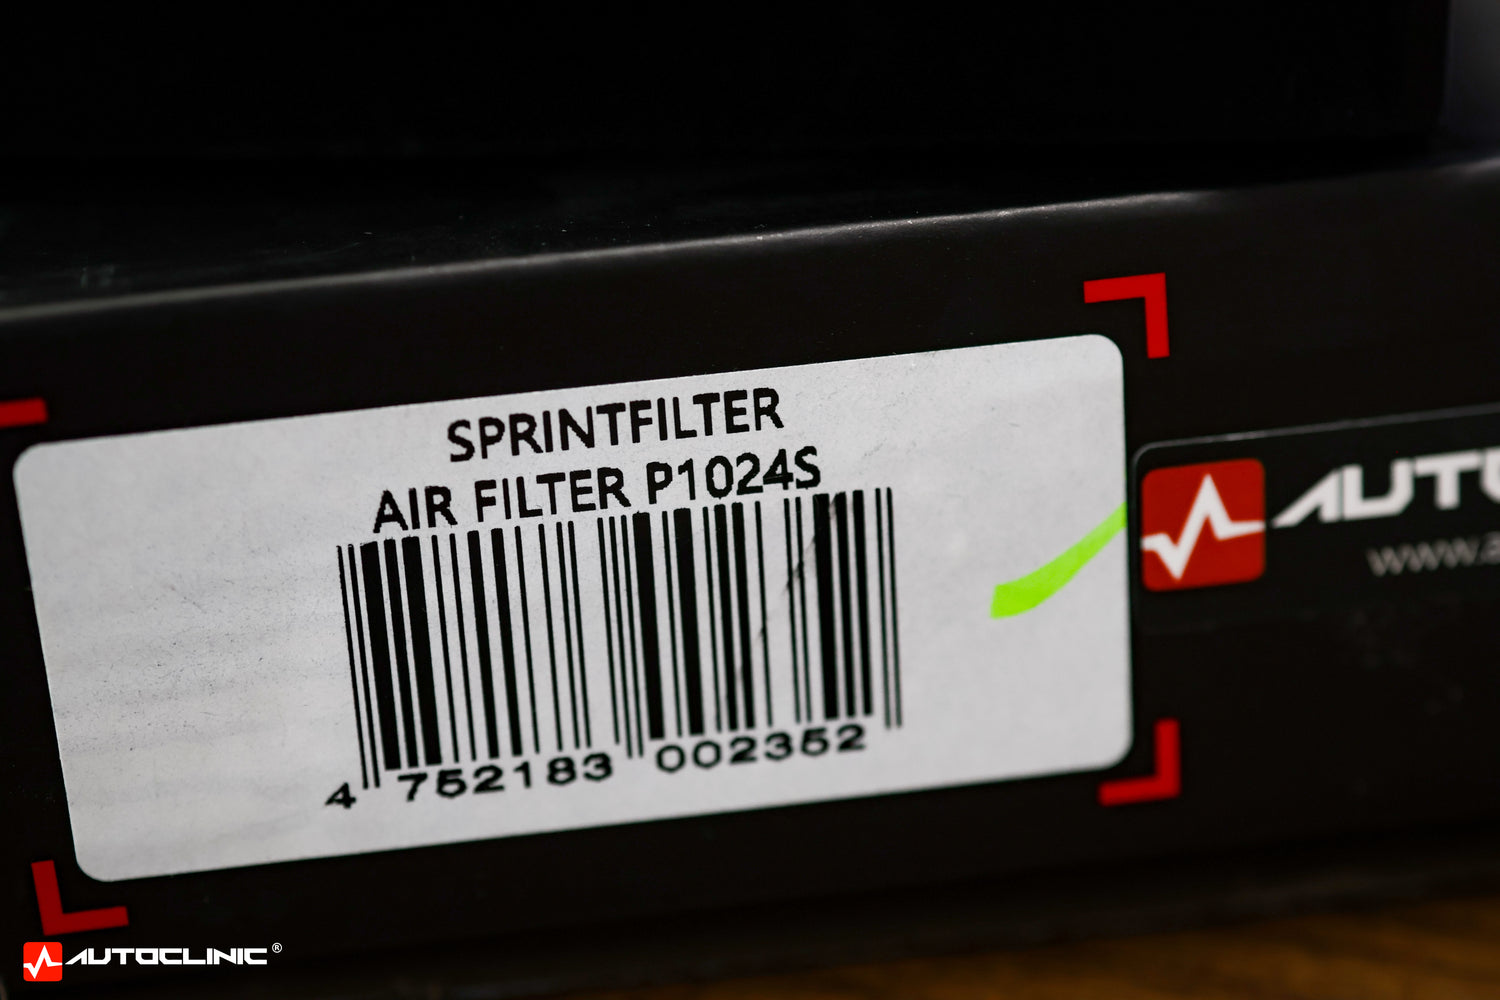 SPRINTFILTER
AIR FILTER P1024S
4 752183 002352
AUTOCLINIC®